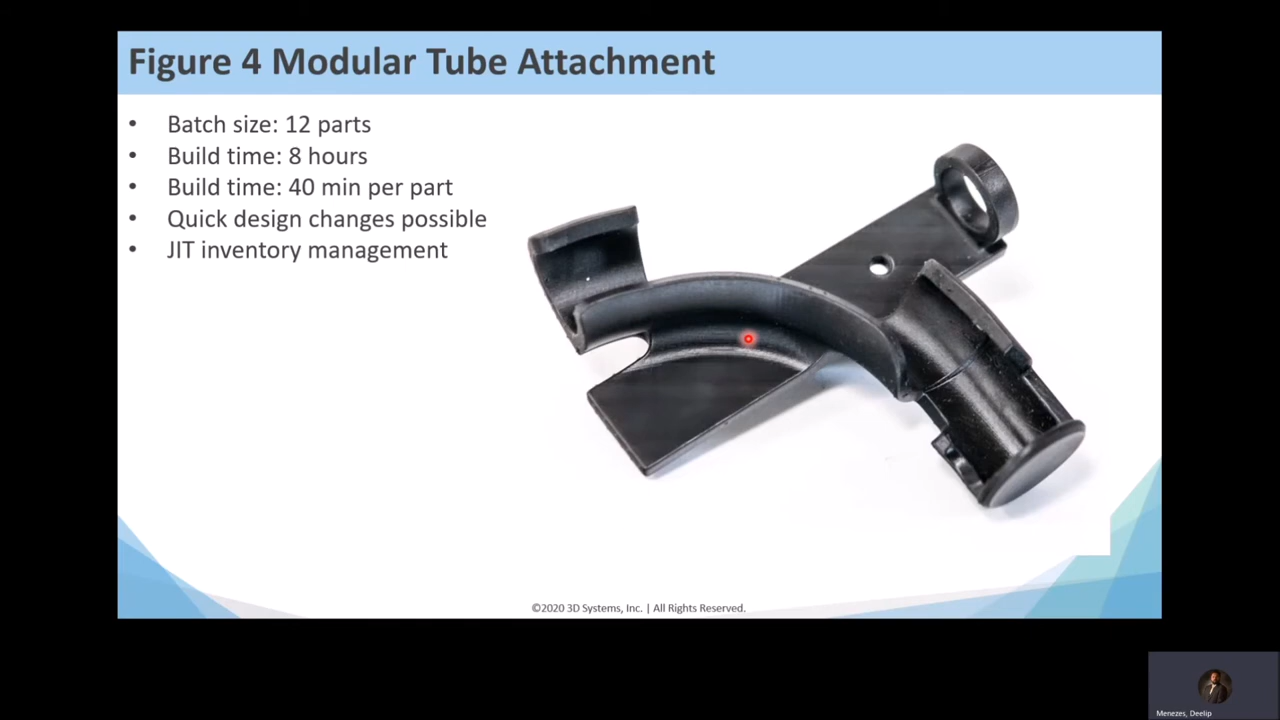 Figure 4 Modular Tube Attachment
• Batch size: 12 parts
• Build time: 8 hours
• Build time: 40 min per part
• Quick design changes possible
• JIT inventory management
©2020 3D Systems, Inc. | All Rights Reserved.
Menezes, Deelip